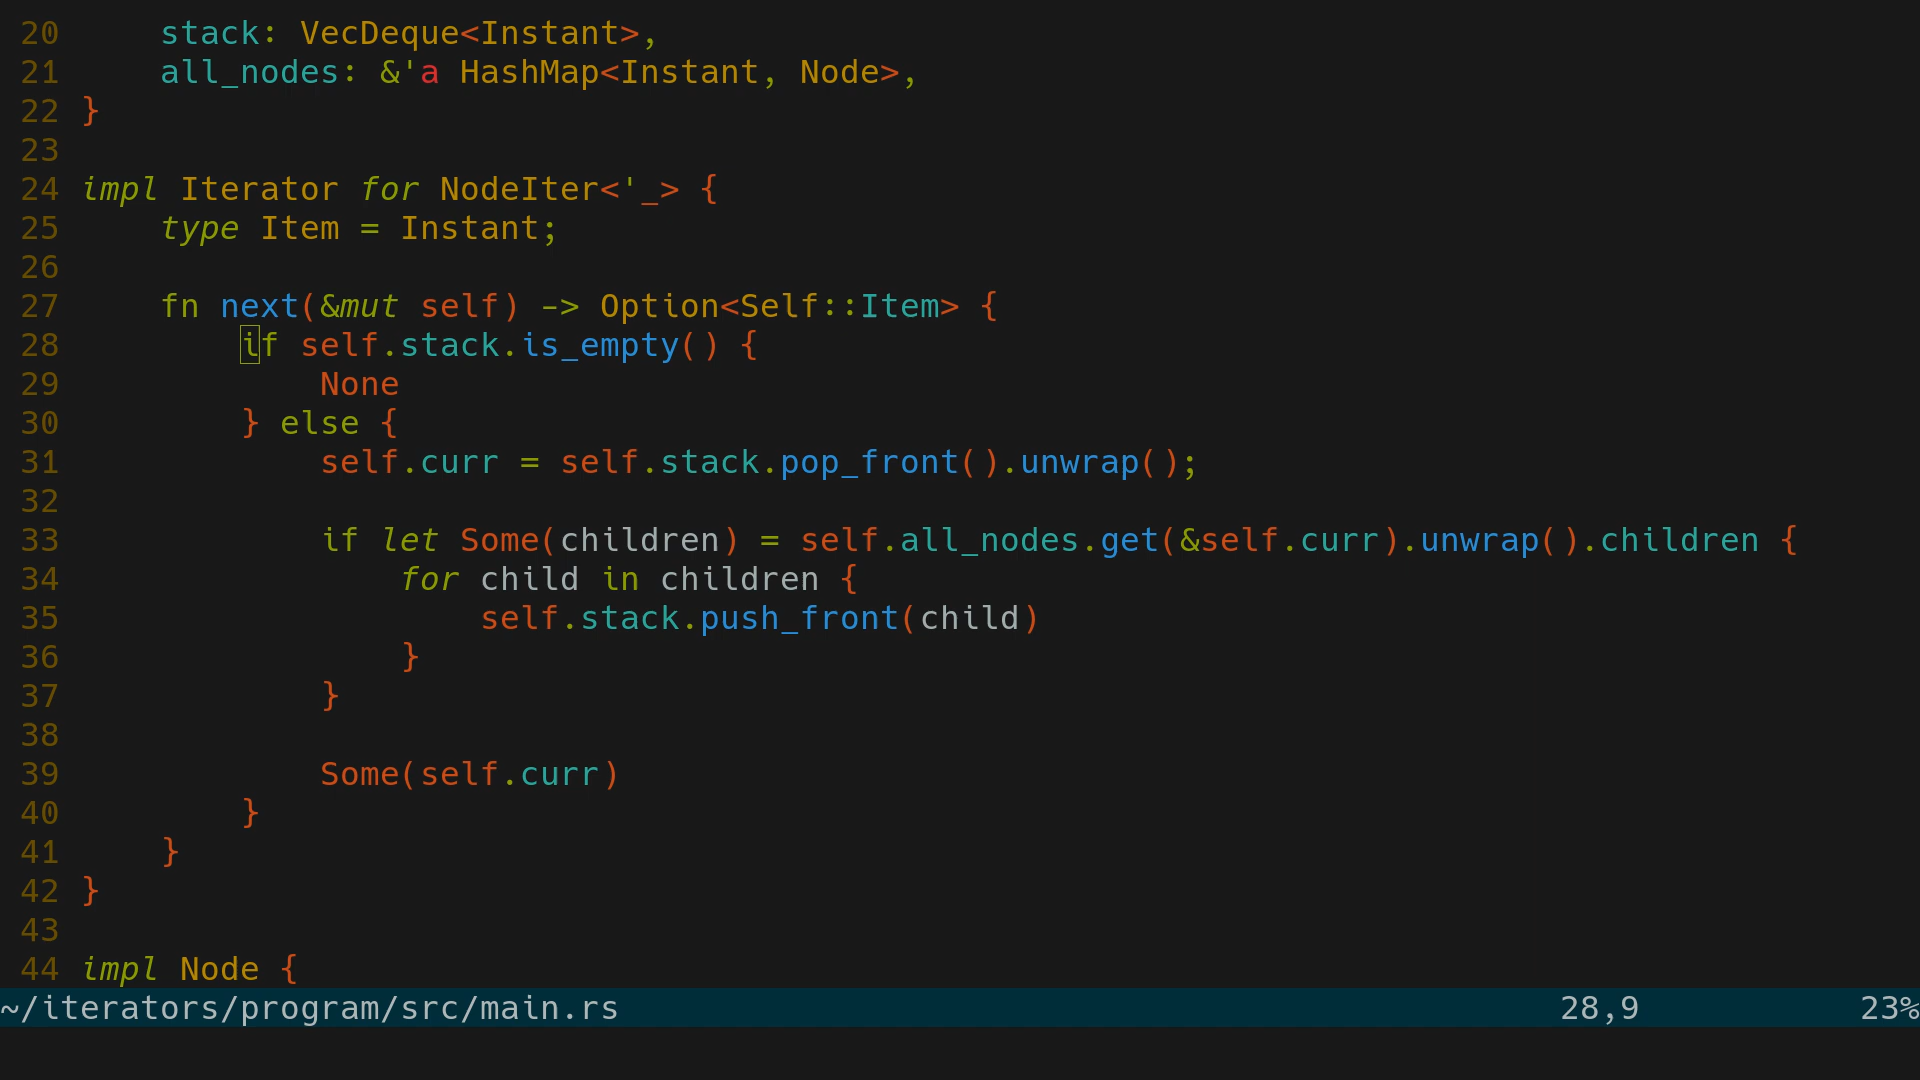 20     stack: VecDeque<Instant>,
21     all_nodes: &'a HashMap<Instant, Node>,
22 }
23
24 impl Iterator for NodeIter<'_> {
25     type Item = Instant;
26
27     fn next(&mut self) -> Option<Self::Item> {
28         if self.stack.is_empty() {
29             None
30         } else {
31             self.curr = self.stack.pop_front().unwrap();
32
33             if let Some(children) = self.all_nodes.get(&self.curr).unwrap().children {
34                 for child in children {
35                     self.stack.push_front(child)
36                 }
37             }
38
39             Some(self.curr)
40         }
41     }
42 }
43
44 impl Node {
~/iterators/program/src/main.rs 28,9 23%